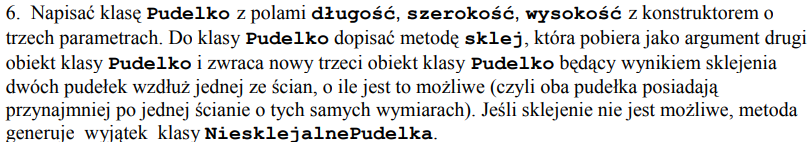 6. Napisać klasę Pudelko z polami długość, szerokość, wysokość z konstruktorem o
trzech parametrach. Do klasy Pudelko dopisać metodę sklej, która pobiera jako argument drugi
obiekt klasy Pudelko i zwraca nowy trzeci obiekt klasy Pudelko będący wynikiem sklejenia
dwóch pudełek wzdłuż jednej ze ścian, o ile jest to możliwe (czyli oba pudełka posiadają
przynajmniej po jednej ścianie o tych samych wymiarach). Jeśli sklejenie nie jest możliwe, metoda
generuje wyjątek klasy NiesklejalnePudelka.